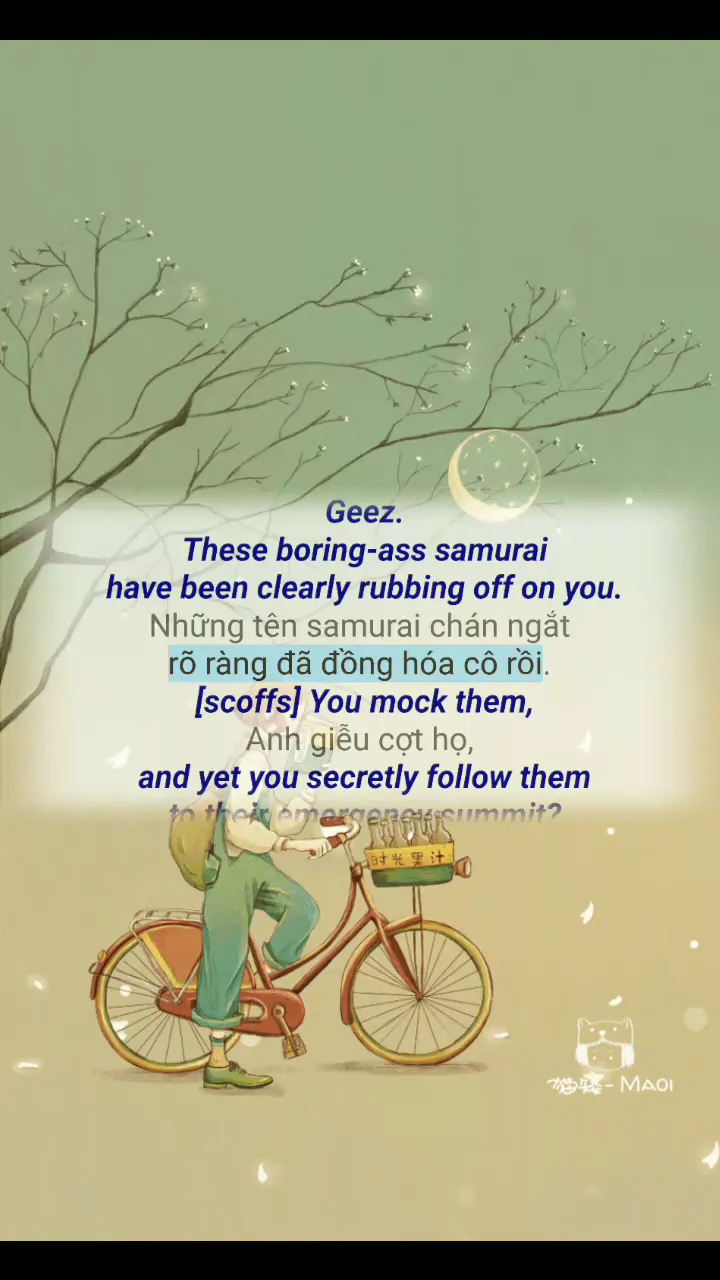 Geez.
These boring-ass samurai
have been clearly rubbing off on you.
Những tên samurai chán ngắt
rõ ràng đã đồng hóa cô rồi.
[scoffs] You mock them,
Anh giễu cợt họ,
and yet you secretly follow them
to their emergency summit?
时光果汁
MAOI